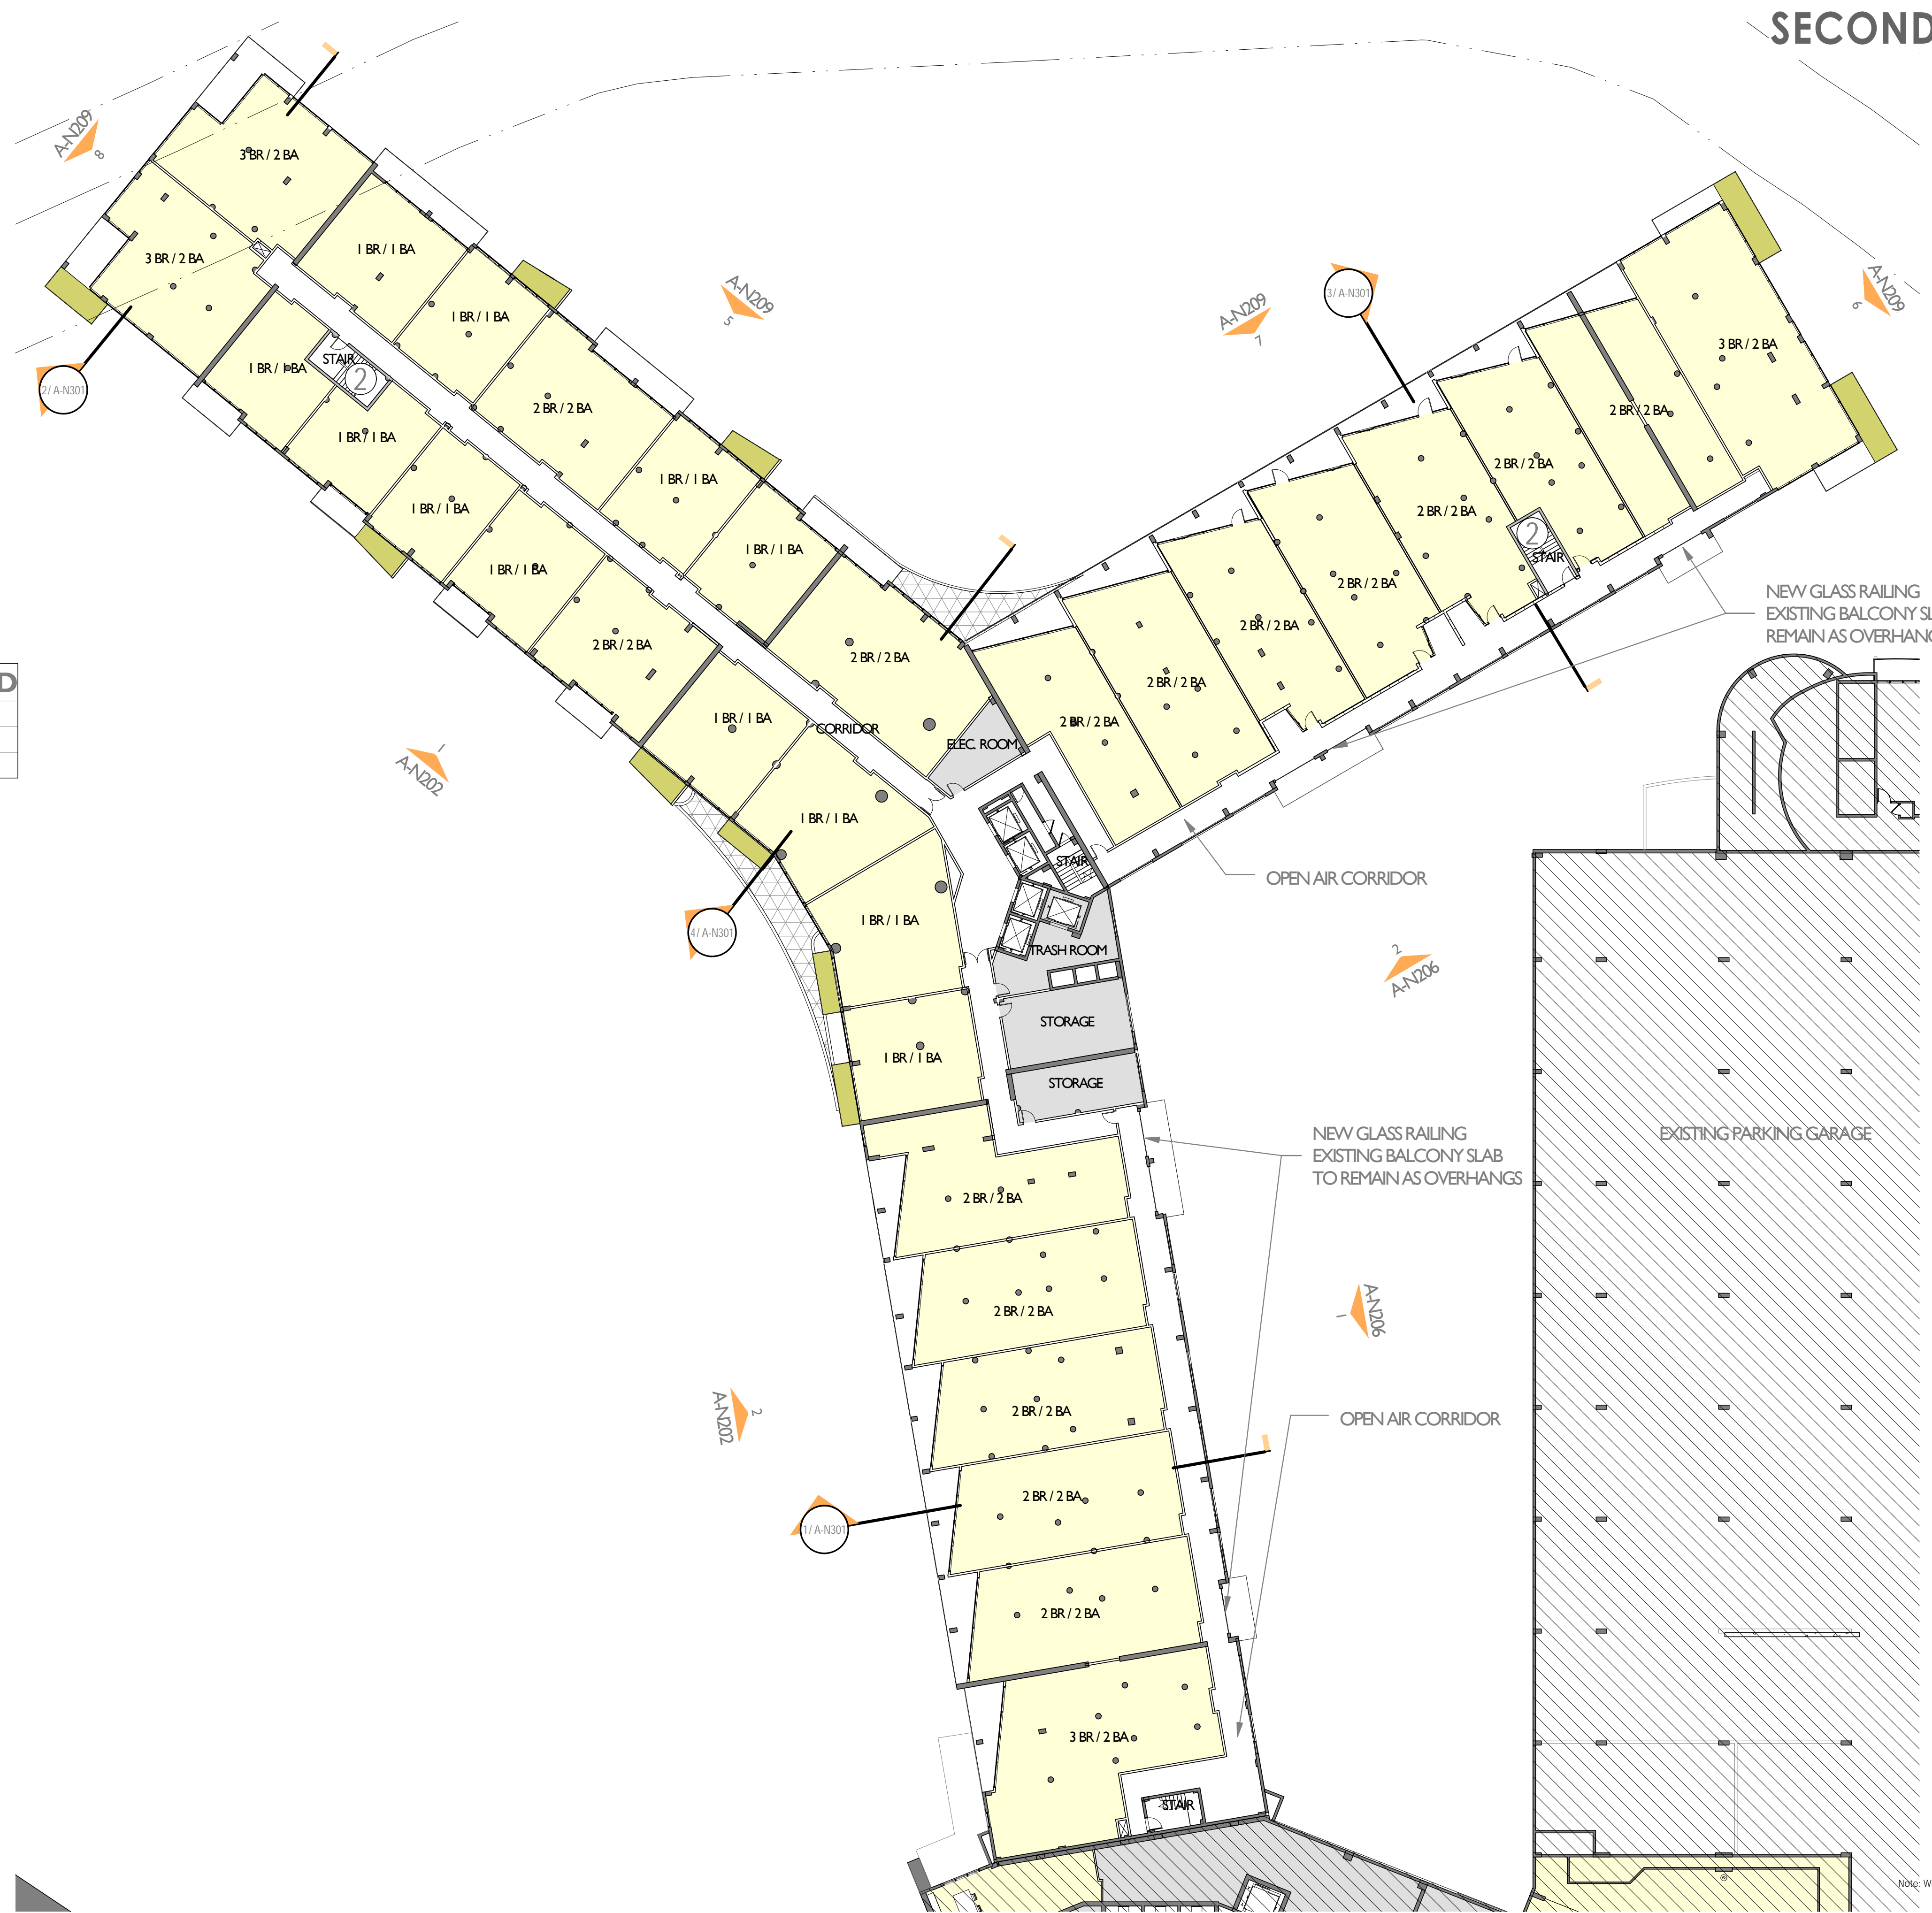 SECOND
A-N209
8
3 BR / 2 BA
3 BR / 2 BA
1 BR / 1 BA
1 BR / 1 BA
A-N209
5
A-N209
7
3/ A-N301
A-N209
6
3 BR / 2 BA
2/ A-N301
1 BR / 1 BA
STAIR
2
2 BR / 2 BA
2 BR / 2 BA
1 BR / 1 BA
1 BR / 1 BA
2 BR / 2 BA
1 BR / 1 BA
2 BR / 2 BA
2
STAIR
1 BR / 1 BA
1 BR / 1 BA
2 BR / 2 BA
NEW GLASS RAILING
EXISTING BALCONY SL
REMAIN AS OVERHANG
2 BR / 2 BA
2 BR / 2 BA
2 BR / 2 BA
2 BR / 2 BA
D
1 BR / 1 BA
CORRIDOR
2 BR / 2 BA
ELEC. ROOM
1
A-N202
1 BR / 1 BA
STAIR
OPEN AIR CORRIDOR
4/ A-N301
1 BR / 1 BA
TRASH ROOM
2
A-N206
STORAGE
1 BR / 1 BA
STORAGE
NEW GLASS RAILING
EXISTING BALCONY SLAB
TO REMAIN AS OVERHANGS
EXISTING PARKING GARAGE
2 BR / 2 BA
2 BR / 2 BA
1
A-N206
A-N202
2
2 BR / 2 BA
OPEN AIR CORRIDOR
2 BR / 2 BA
1/ A-N301
2 BR / 2 BA
3 BR / 2 BA
STAIR
Note: W